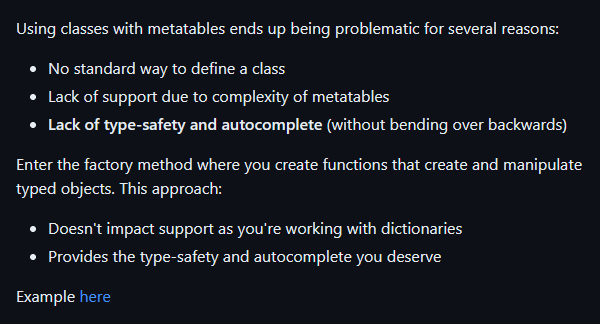 Using classes with metatables ends up being problematic for several reasons:
No standard way to define a class
Lack of support due to complexity of metatables
Lack of type-safety and autocomplete (without bending over backwards)
Enter the factory method where you create functions that create and manipulate
typed objects. This approach:
Doesn't impact support as you're working with dictionaries
Provides the type-safety and autocomplete you deserve
Example here